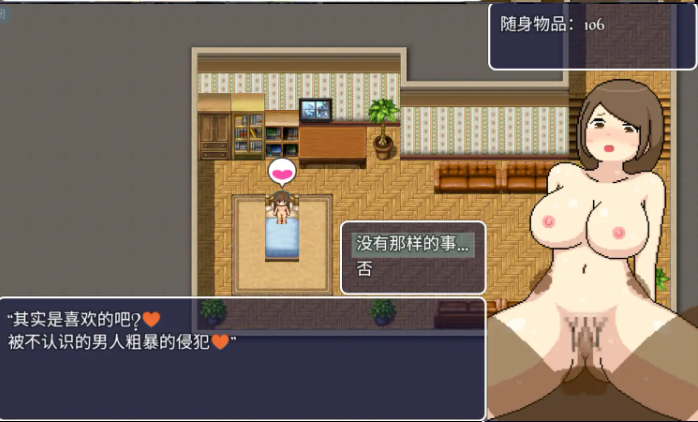 随身物品：106
没有那样的事...
否
“其实是喜欢的吧?🧡
被不认识的男人粗暴的侵犯🧡”